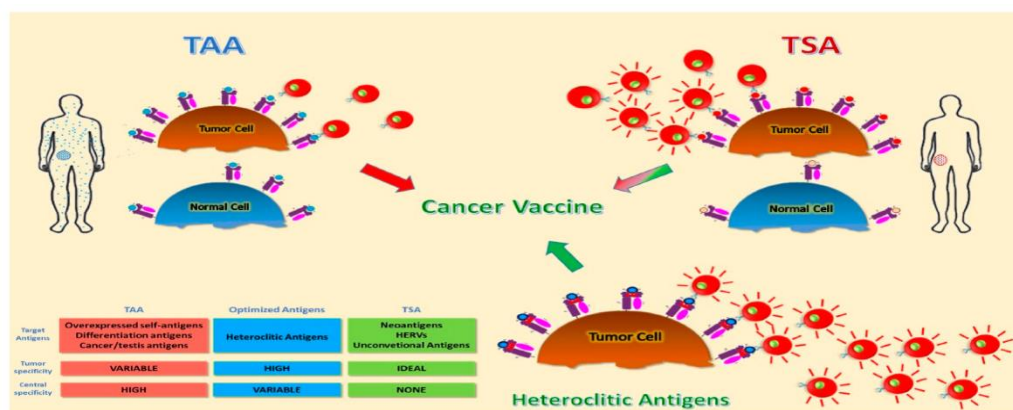 TAA
TSA
Tumor Cell
Tumor Cell
Normal Cell
Normal Cell
Cancer Vaccine
Tumor Cell
Heteroclitic Antigens
TAA Optimized Antigens TSA
Target Antigens
Overexpressed self-antigens
Differentiation antigens
Cancer/testis antigens
Heteroclitic Antigens
Neoantigens
HERVs
Unconvetional Antigens
Tumor specificity
VARIABLE HIGH IDEAL
Central specificity
HIGH VARIABLE NONE